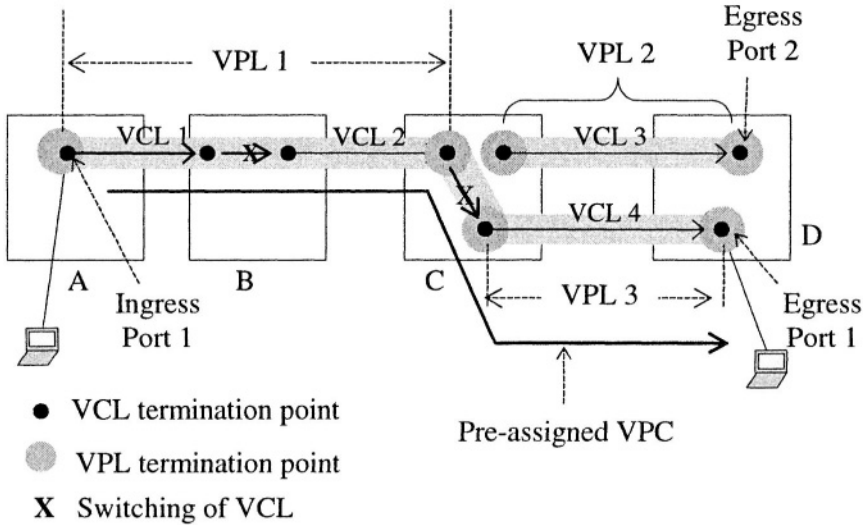 Egress
Port 2
VPL 1
VPL 2
VCL 1
X
VCL 2
VCL 3
X
VCL 4
A
B
C
D
Ingress
Port 1
VPL 3
Egress
Port 1
VCL termination point
Pre-assigned VPC
VPL termination point
X Switching of VCL